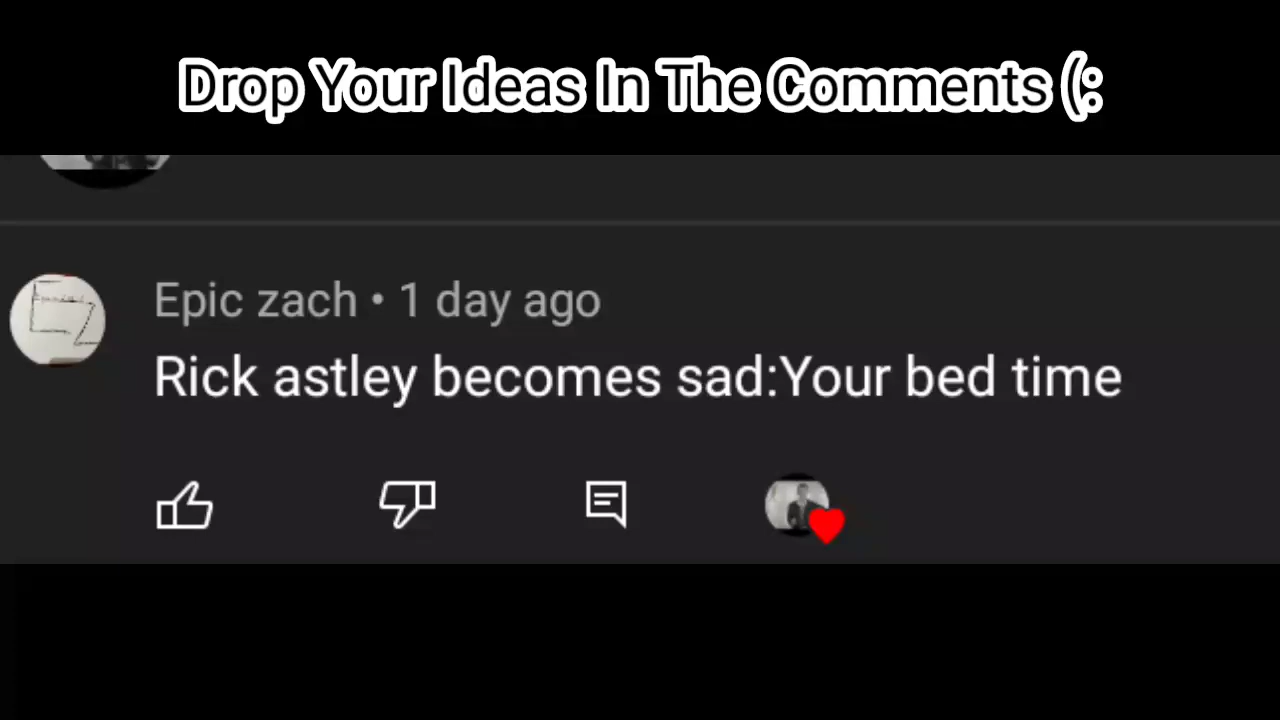 Drop Your Ideas In The Comments (:
Epic zach • 1 day ago
Rick astley becomes sad:Your bed time